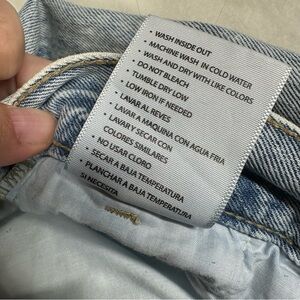 • WASH INSIDE OUT
• MACHINE WASH IN COLD WATER
• WASH AND DRY WITH LIKE COLORS
• DO NOT BLEACH
• TUMBLE DRY LOW
• LOW IRON IF NEEDED
• LAVAR AL REVES
• LAVAR A MAQUINA CON AGUA FRIA
• LAVAR Y SECAR CON
COLORES SIMILARES
• NO USAR CLORO
• SECAR A BAJA TEMPERATURA
• PLANCHAR A BAJA TEMPERATURA
SI NECESITA